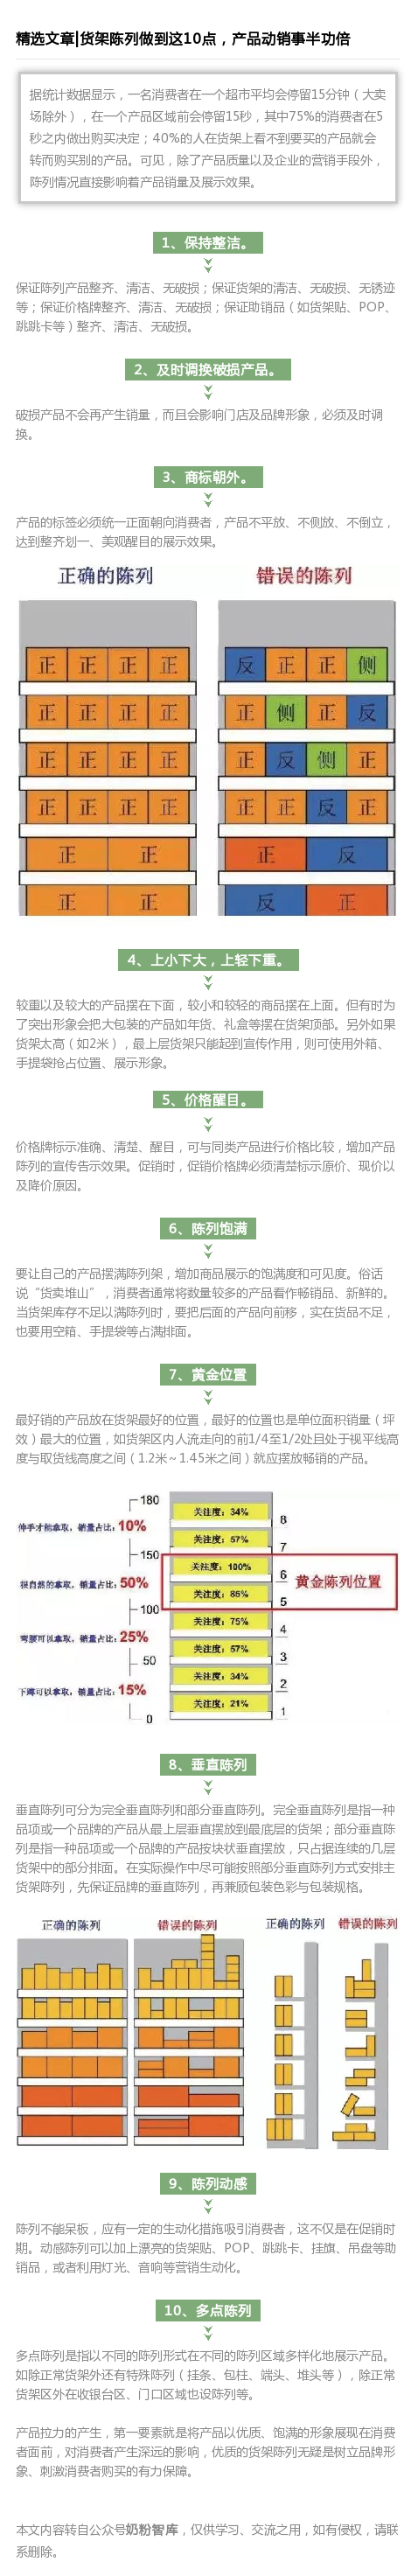 精选文章|货架陈列做到这10点，产品动销事半功倍
据统计数据显示，一名消费者在一个超市平均会停留15分钟（大卖
场除外），在一个产品区域前会停留15秒，其中75%的消费者在5
秒之内做出购买决定；40%的人在货架上看不到要买的产品就会
转而购买别的产品。可见，除了产品质量以及企业的营销手段外，
陈列情况直接影响着产品销量及展示效果。
1、保持整洁。
保证陈列产品整齐、清洁、无破损；保证货架的清洁、无破损、无锈迹
等；保证价格牌整齐、清洁、无破损；保证助销品（如货架贴、POP、
跳跳卡等）整齐、清洁、无破损。
2、及时调换破损产品。
破损产品不会再产生销量，而且会影响门店及品牌形象，必须及时调
换。
3、商标朝外。
产品的标签必须统一正面朝向消费者，产品不平放、不侧放、不倒立，
达到整齐划一、美观醒目的展示效果。
正确的陈列 错误的陈列
正 正 正 正 反 正 正 侧
正 正 正 正 正 侧 正 反
正 正 正 正 正 反 侧 正
正 正 正 正 正 正 反 正
正 正 正 反
正 正 反 正
4、上小下大，上轻下重。
较重以及较大的产品摆在下面，较小和较轻的商品摆在上面。但有时为
了突出形象会把大包装的产品如年货、礼盒等摆在货架顶部。另外如果
货架太高（如2米），最上层货架只能起到宣传作用，则可使用外箱、
手提袋抢占位置、展示形象。
5、价格醒目。
价格牌标示准确、清楚、醒目，可与同类产品进行价格比较，增加产品
陈列的宣传告示效果。促销时，促销价格牌必须清楚标示原价、现价以
及降价原因。
6、陈列饱满
要让自己的产品摆满陈列架，增加商品展示的饱满度和可见度。俗话
说“货卖堆山”，消费者通常将数量较多的产品看作畅销品、新鲜的。
当货架库存不足以满陈列时，要把后面的产品向前移，实在货品不足，
也要用空箱、手提袋等占满排面。
7、黄金位置
最好销的产品放在货架最好的位置，最好的位置也是单位面积销量（坪
效）最大的位置，如货架区内人流走向的前1/4至1/2处且处于视平线高
度与取货线高度之间（1.2米～1.45米之间）就应摆放畅销的产品。
180
关注度：34% 8
伸手才能拿取，销量占比：10%
关注度：57% 7
150
关注度：100% 6
很自然的拿取，销量占比：50% 黄金陈列位置
关注度：85% 5
100
关注度：75% 4
弯腰可以拿取，销量占比：25%
关注度：57% 3
50
关注度：34% 2
下蹲可以拿取，销量占比：15%
关注度：21% 1
0
8、垂直陈列
垂直陈列可分为完全垂直陈列和部分垂直陈列。完全垂直陈列是指一种
品项或一个品牌的产品从最上层垂直摆放到最底层的货架；部分垂直陈
列是指一种品项或一个品牌的产品按块状垂直摆放，只占据连续的几层
货架中的部分排面。在实际操作中尽可能按照部分垂直陈列方式安排主
货架陈列，先保证品牌的垂直陈列，再兼顾包装色彩与包装规格。
正确的陈列 错误的陈列 正确的陈列 错误的陈列
9、陈列动感
陈列不能呆板，应有一定的生动化措施吸引消费者，这不仅是在促销时
期。动感陈列可以加上漂亮的货架贴、POP、跳跳卡、挂旗、吊盘等助
销品，或者利用灯光、音响等营销生动化。
10、多点陈列
多点陈列是指以不同的陈列形式在不同的陈列区域多样化地展示产品。
如除正常货架外还有特殊陈列（挂条、包柱、端头、堆头等），除正常
货架区外在收银台区、门口区域也设陈列等。
产品拉力的产生，第一要素就是将产品以优质、饱满的形象展现在消费
者面前，对消费者产生深远的影响，优质的货架陈列无疑是树立品牌形
象、刺激消费者购买的有力保障。
本文内容转自公众号奶粉智库，仅供学习、交流之用，如有侵权，请联
系删除。